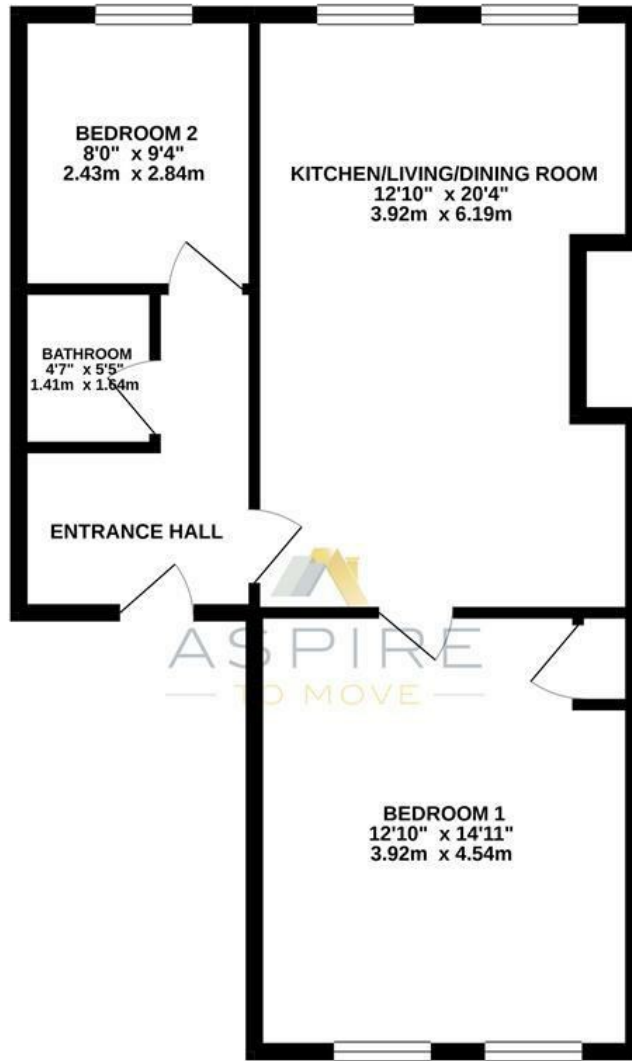 BEDROOM 2
8'0" x 9'4"
2.43m x 2.84m
KITCHEN/LIVING/DINING ROOM
12'10" x 20'4"
3.92m x 6.19m
BATHROOM
4'7" x 5'5"
1.41m x 1.64m
ENTRANCE HALL
ASPIRE
TO MOVE
BEDROOM 1
12'10" x 14'11"
3.92m x 4.54m